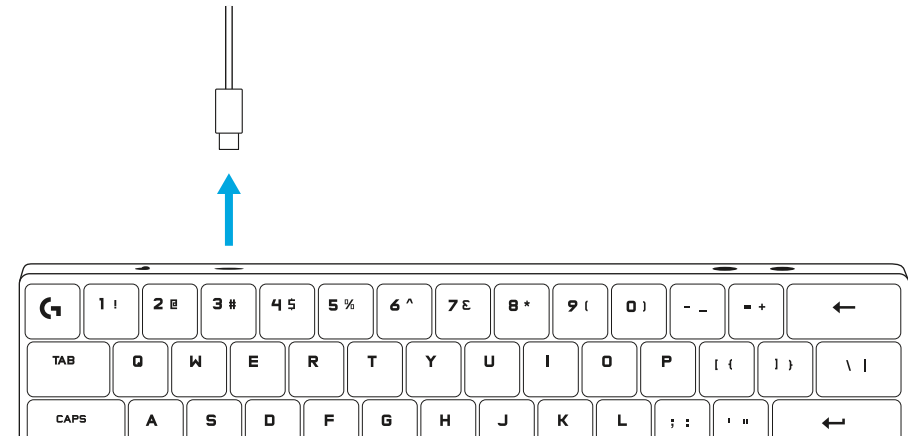 1 ! 2 @ 3 # 4 $ 5 % 6 ^ 7 & 8 * 9 ( 0 ) - _ = + ←
TAB Q W E R T Y U I O P [ { ] } \ |
CAPS A S D F G H J K L ; : ' " ↵